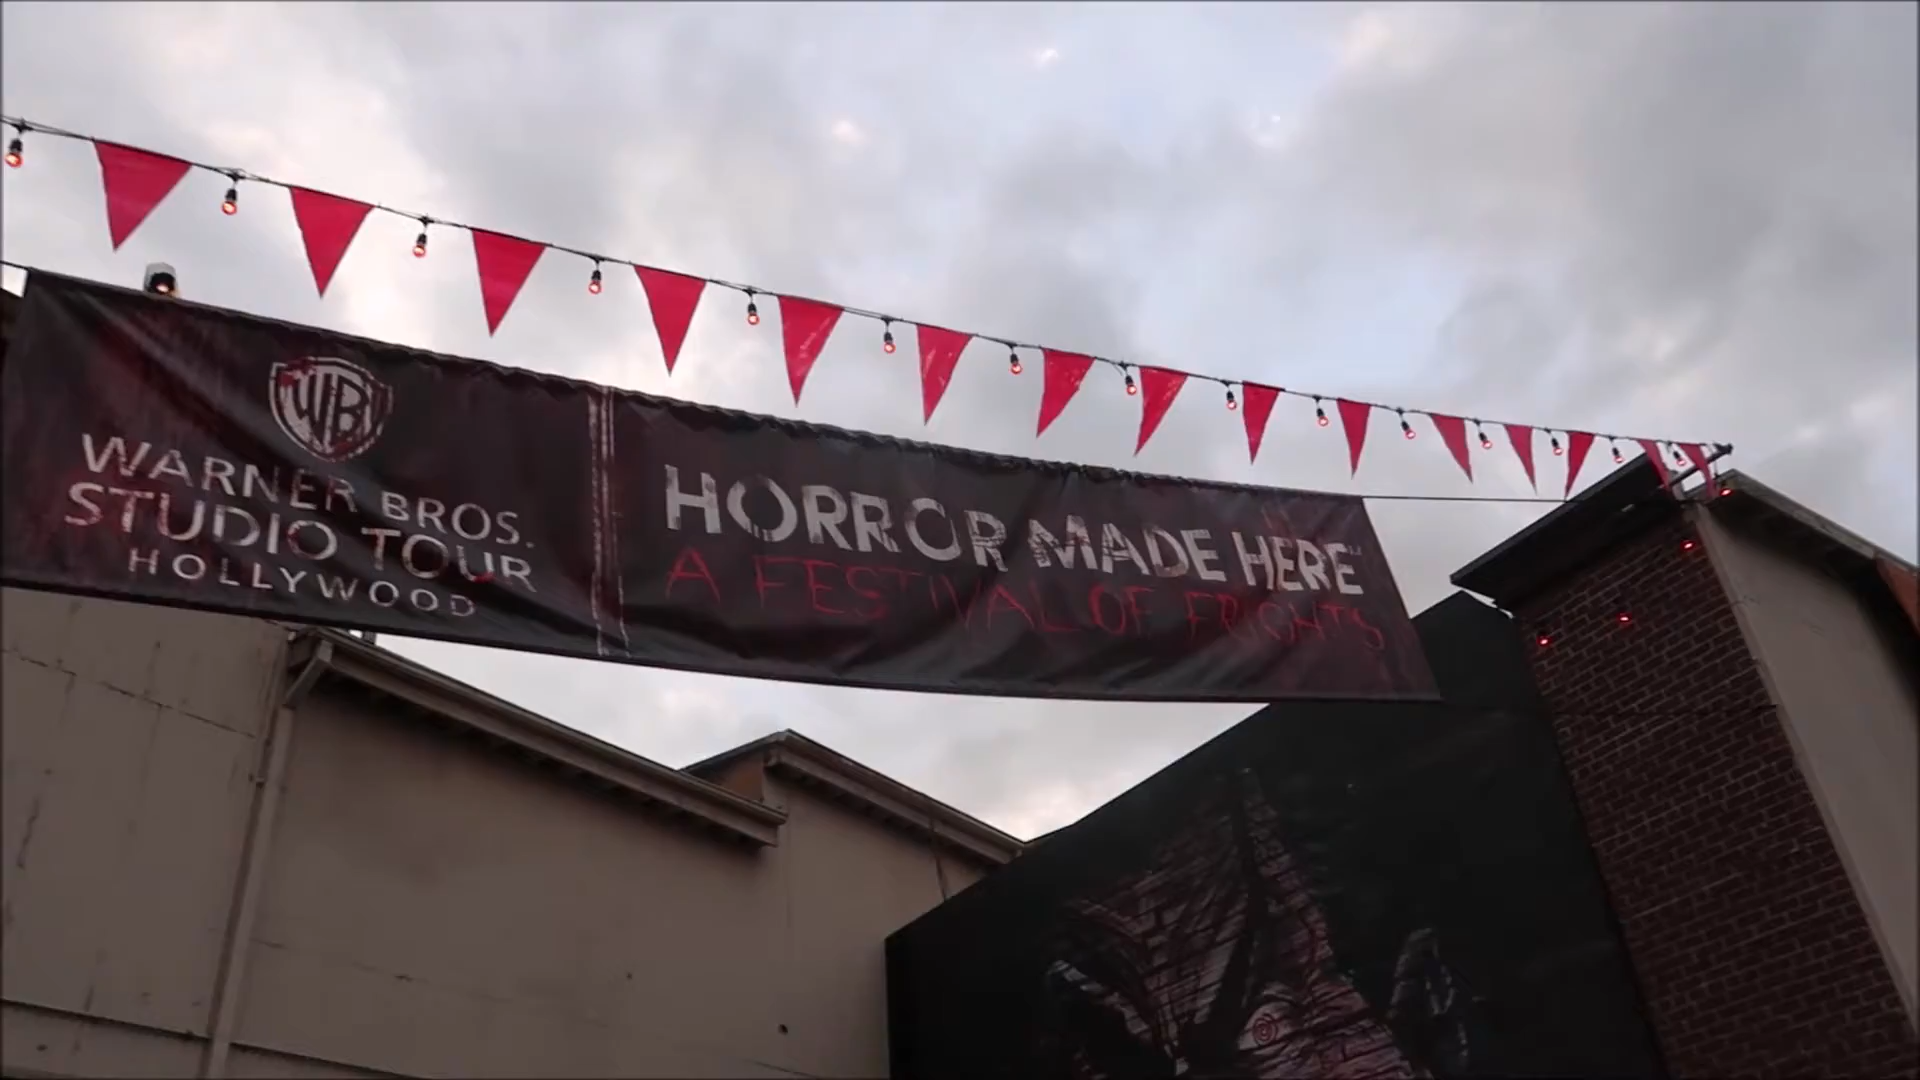 WB
WARNER BROS.
STUDIO TOUR
HOLLYWOOD
HORROR MADE HERE
A FESTIVAL OF FRIGHTS